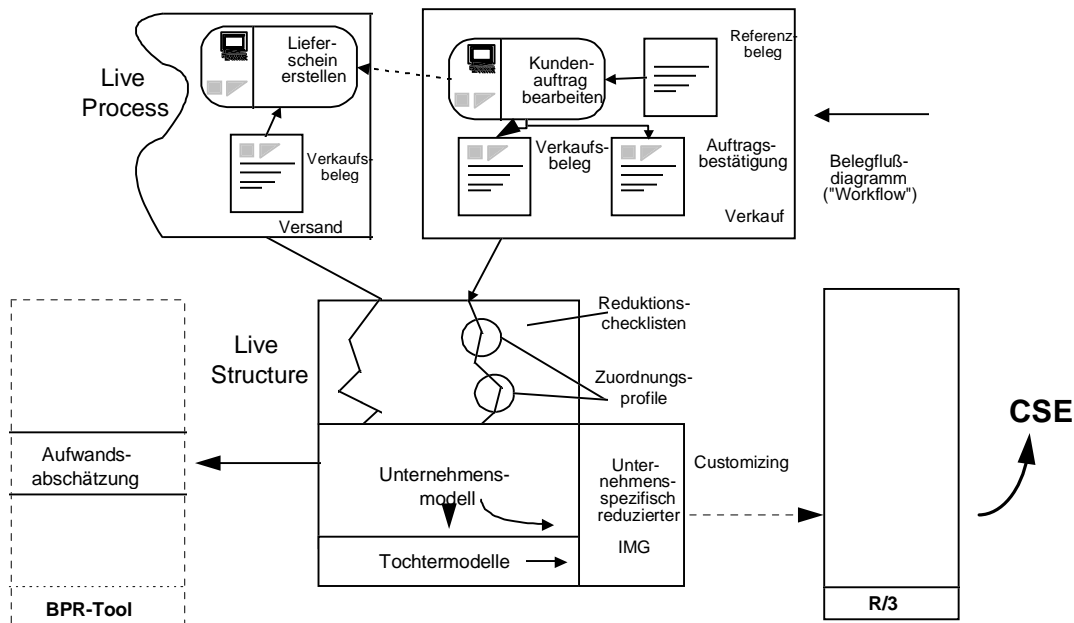 Live
Process
Liefer-
schein
erstellen
Verkaufs-
beleg
Versand
Kunden-
auftrag
bearbeiten
Referenz-
beleg
Verkaufs-
beleg
Auftrags-
bestätigung
Verkauf
Belegfluß-
diagramm
("Workflow")
Live
Structure
Reduktions-
checklisten
Zuordnungs-
profile
Aufwands-
abschätzung
BPR-Tool
Unternehmens-
modell
Tochtermodelle
Unter-
nehmens-
spezifisch
reduzierter
IMG
Customizing
R/3
CSE